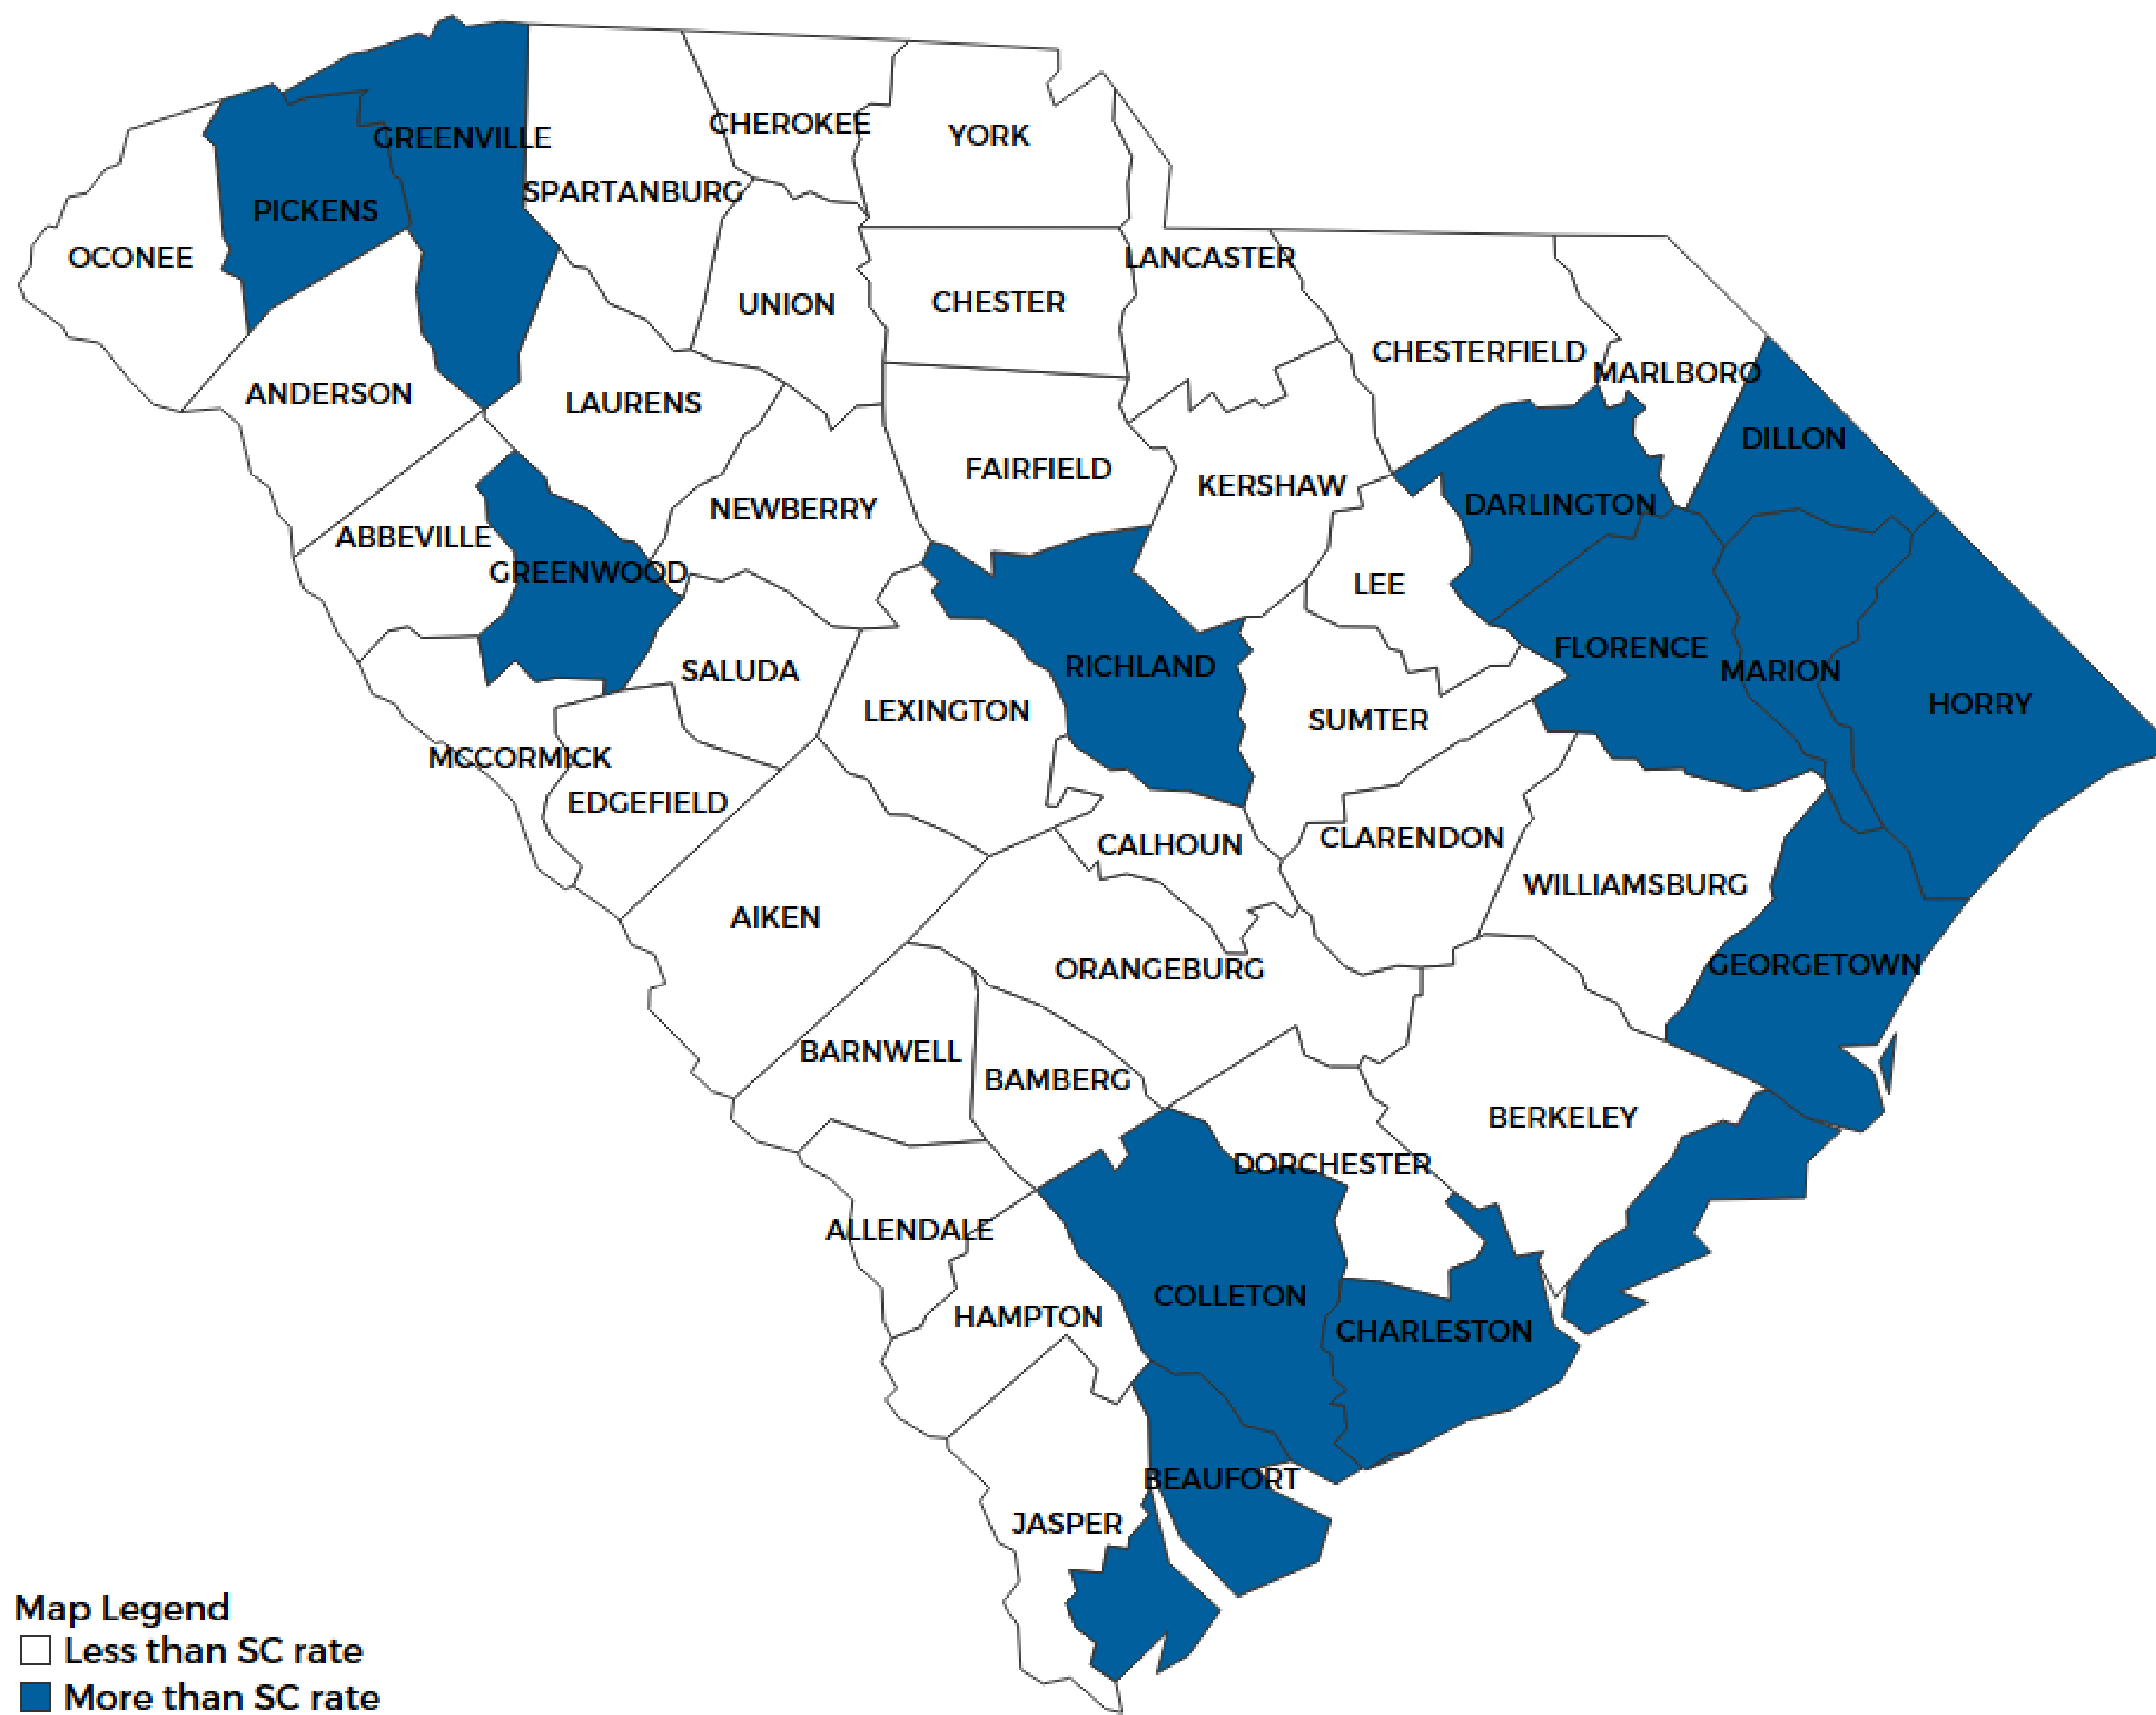 CHEROKEE
YORK
GREENVILLE
SPARTANBURG
PICKENS
OCONEE
LANCASTER
UNION
CHESTER
CHESTERFIELD
MARLBORO
ANDERSON
LAURENS
DILLON
FAIRFIELD
KERSHAW
DARLINGTON
NEWBERRY
ABBEVILLE
GREENWOOD
LEE
FLORENCE
RICHLAND
SALUDA
MARION
HORRY
LEXINGTON
SUMTER
MCCORMICK
EDGEFIELD
CLARENDON
CALHOUN
WILLIAMSBURG
AIKEN
GEORGETOWN
ORANGEBURG
BARNWELL
BAMBERG
BERKELEY
DORCHESTER
ALLENDALE
COLLETON
HAMPTON
CHARLESTON
BEAUFORT
JASPER
Map Legend
Less than SC rate
More than SC rate